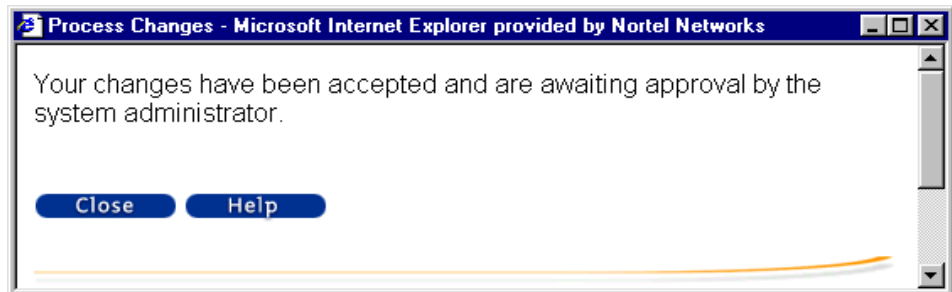 Process Changes - Microsoft Internet Explorer provided by Nortel Networks
Your changes have been accepted and are awaiting approval by the
system administrator.
Close Help